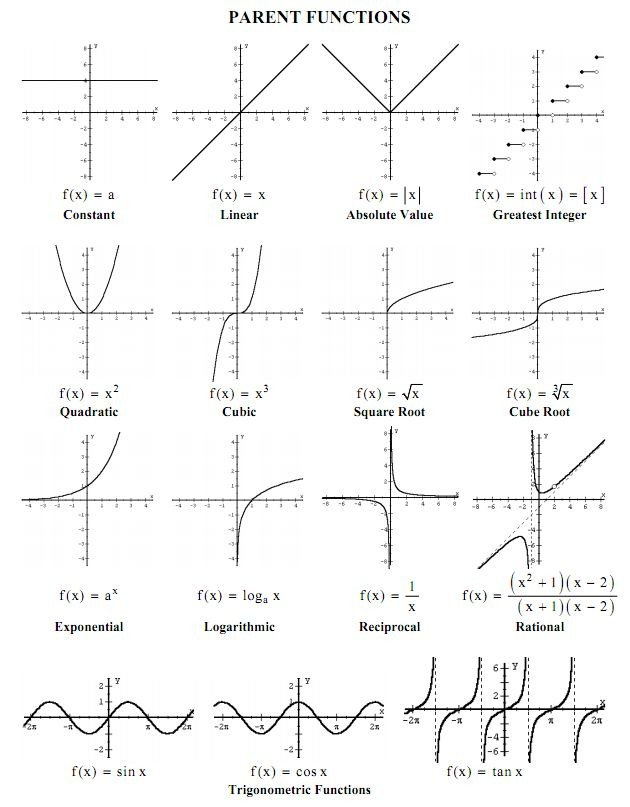 PARENT FUNCTIONS
f(x) = a
Constant
f(x) = x
Linear
f(x) = |x|
Absolute Value
f(x) = int(x) = [x]
Greatest Integer
f(x) = x²
Quadratic
f(x) = x³
Cubic
f(x) = √x
Square Root
f(x) = ∛x
Cube Root
f(x) = aˣ
Exponential
f(x) = logₐ x
Logarithmic
f(x) = 1/x
Reciprocal
f(x) = (x² + 1)(x − 2) / (x + 1)(x − 2)
Rational
f(x) = sin x
f(x) = cos x
f(x) = tan x
Trigonometric Functions